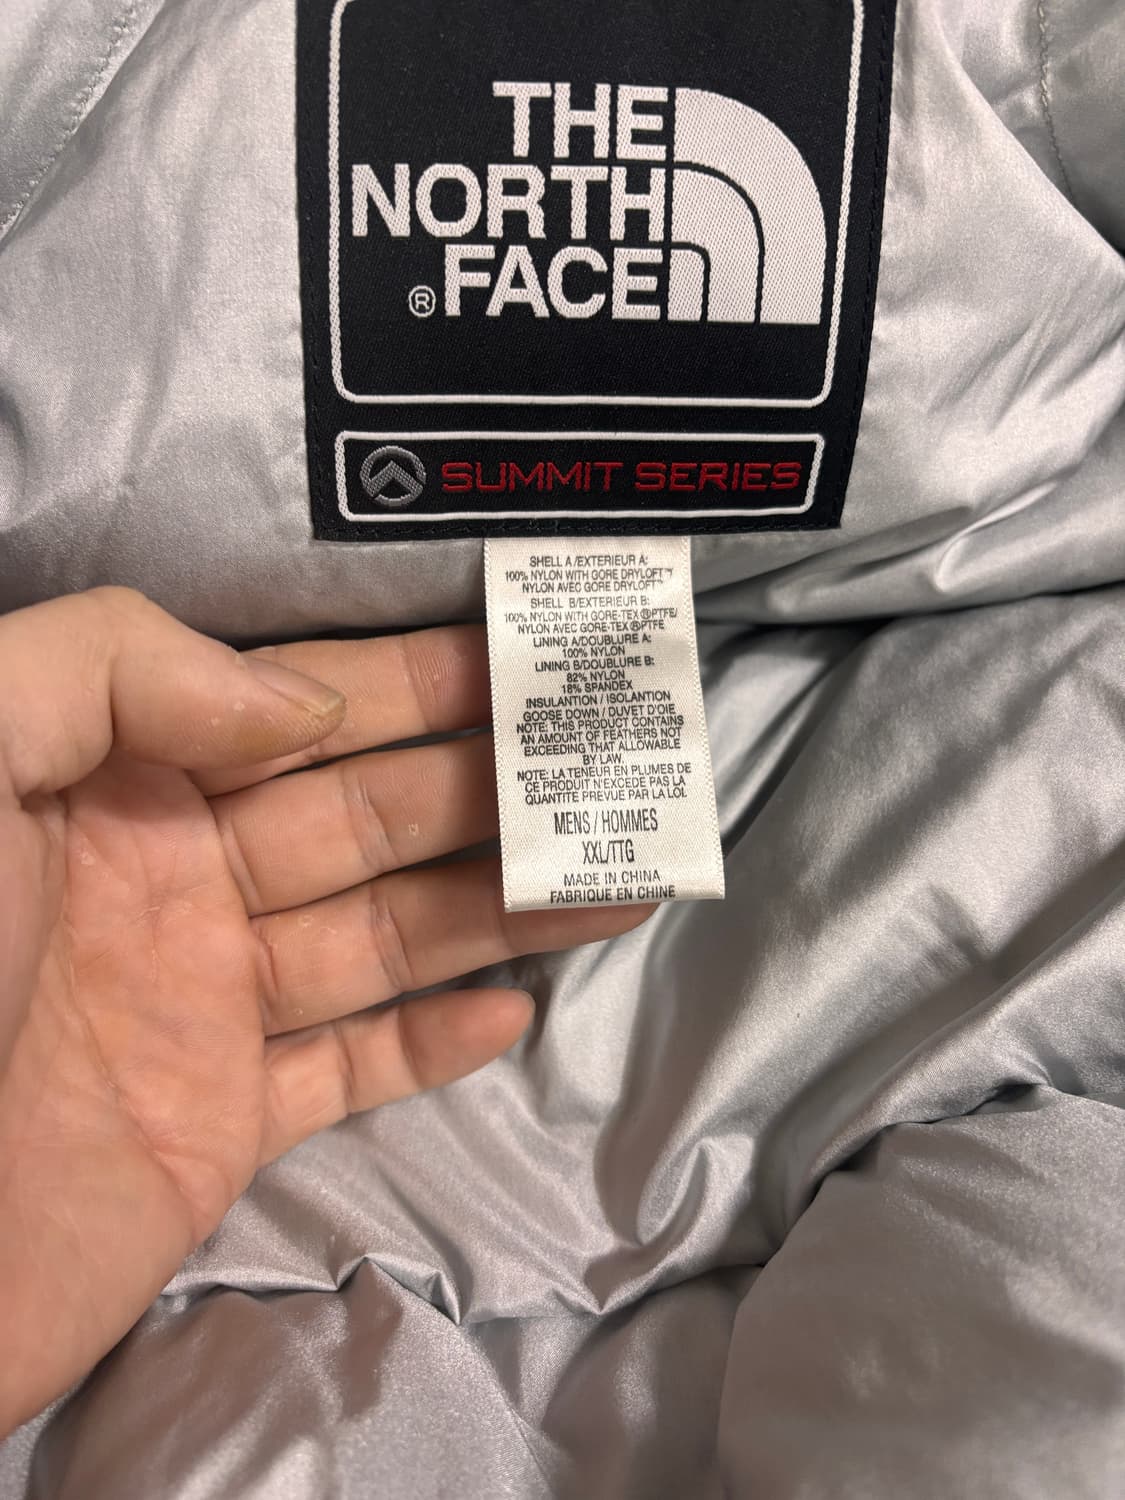 THE
NORTH
FACE
®
SUMMIT SERIES
SHELL A/EXTERIEUR A:
100% NYLON WITH GORE DRYLOFT™/
NYLON AVEC GORE DRYLOFT™
SHELL B/EXTERIEUR B:
100% NYLON WITH GORE-TEX®PTFE/
NYLON AVEC GORE-TEX®PTFE
LINING A/DOUBLURE A:
100% NYLON
LINING B/DOUBLURE B:
82% NYLON
18% SPANDEX
INSULANTION / ISOLANTION
GOOSE DOWN / DUVET D'OIE
NOTE: THIS PRODUCT CONTAINS
AN AMOUNT OF FEATHERS NOT
EXCEEDING THAT ALLOWABLE
BY LAW.
NOTE: LA TENEUR EN PLUMES DE
CE PRODUIT N'EXCEDE PAS LA
QUANTITE PREVUE PAR LA LOI.
MENS / HOMMES
XXL/TTG
MADE IN CHINA
FABRIQUE EN CHINE